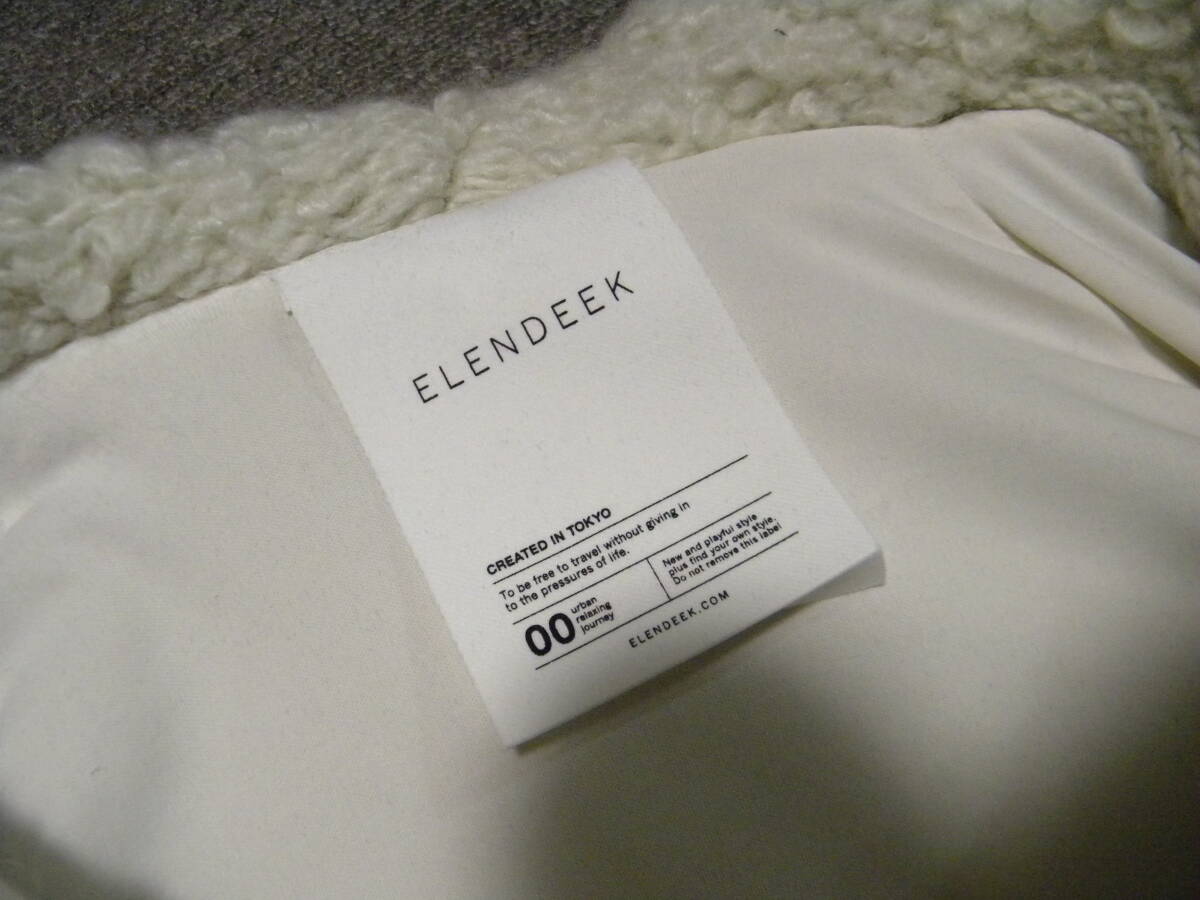 ELENDEEK
CREATED IN TOKYO
To be free to travel without giving in
to the pressures of life.
00
urban
relaxing
journey
New and playful style
plus find your own style.
Do not remove this label
ELENDEEK.COM